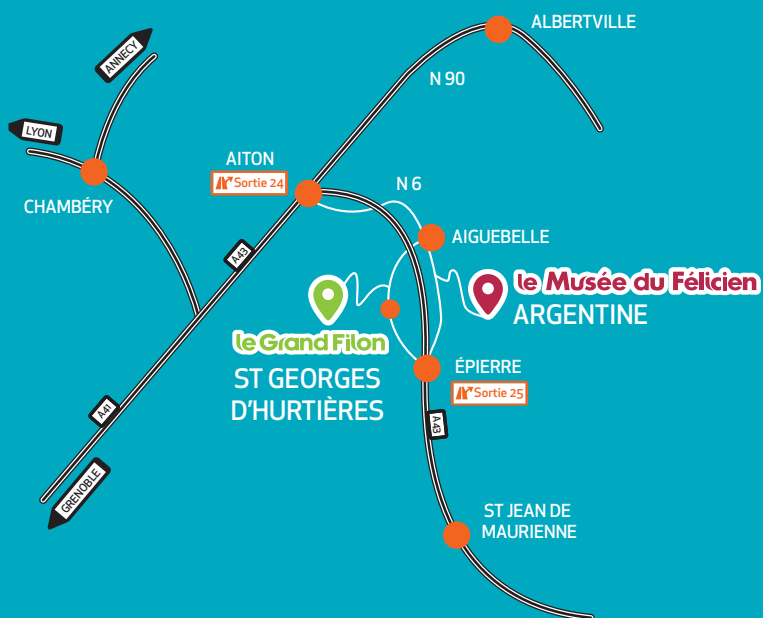 ALBERTVILLE
ANNECY
N 90
LYON
AITON
Sortie 24
N 6
CHAMBÉRY
AIGUEBELLE
A43
le Musée du Félicien
ARGENTINE
le Grand Filon
ÉPIERRE
ST GEORGES
D'HURTIÈRES
Sortie 25
A41
A43
GRENOBLE
ST JEAN DE
MAURIENNE